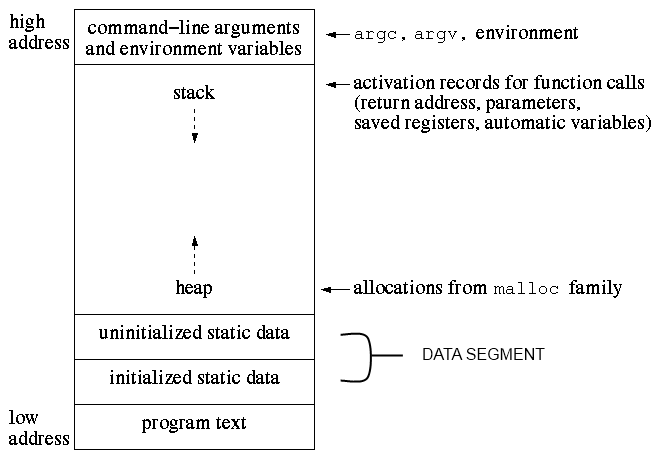 high
address
command-line arguments
and environment variables
argc, argv, environment
stack
activation records for function calls
(return address, parameters,
saved registers, automatic variables)
heap
allocations from malloc family
uninitialized static data
DATA SEGMENT
initialized static data
low
address
program text